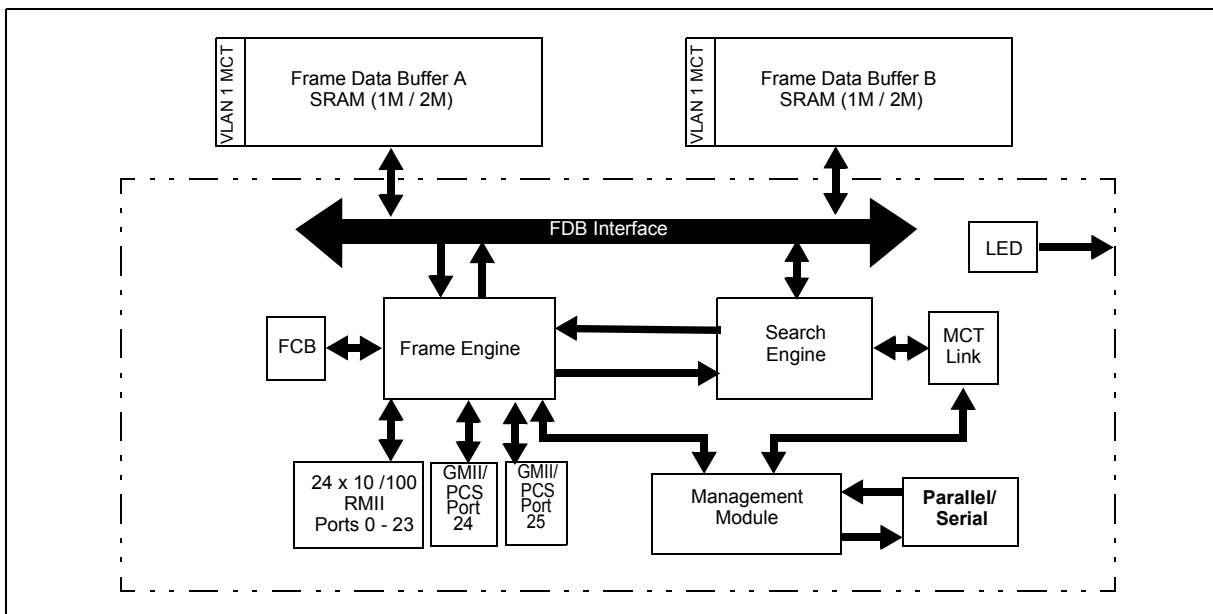 VLAN 1 MCT
Frame Data Buffer A
SRAM (1M / 2M)
VLAN 1 MCT
Frame Data Buffer B
SRAM (1M / 2M)
FDB Interface
LED
FCB
Frame Engine
Search
Engine
MCT
Link
24 x 10 /100
RMII
Ports 0 - 23
GMII/
PCS
Port
24
GMII/
PCS
Port
25
Management
Module
Parallel/
Serial